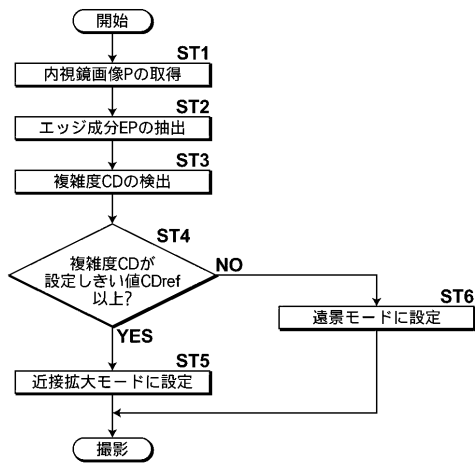 開始
ST1
内視鏡画像Pの取得
ST2
エッジ成分EPの抽出
ST3
複雑度CDの検出
ST4
複雑度CDが
設定しきい値CDref
以上?
NO
ST6
遠景モードに設定
YES
ST5
近接拡大モードに設定
撮影